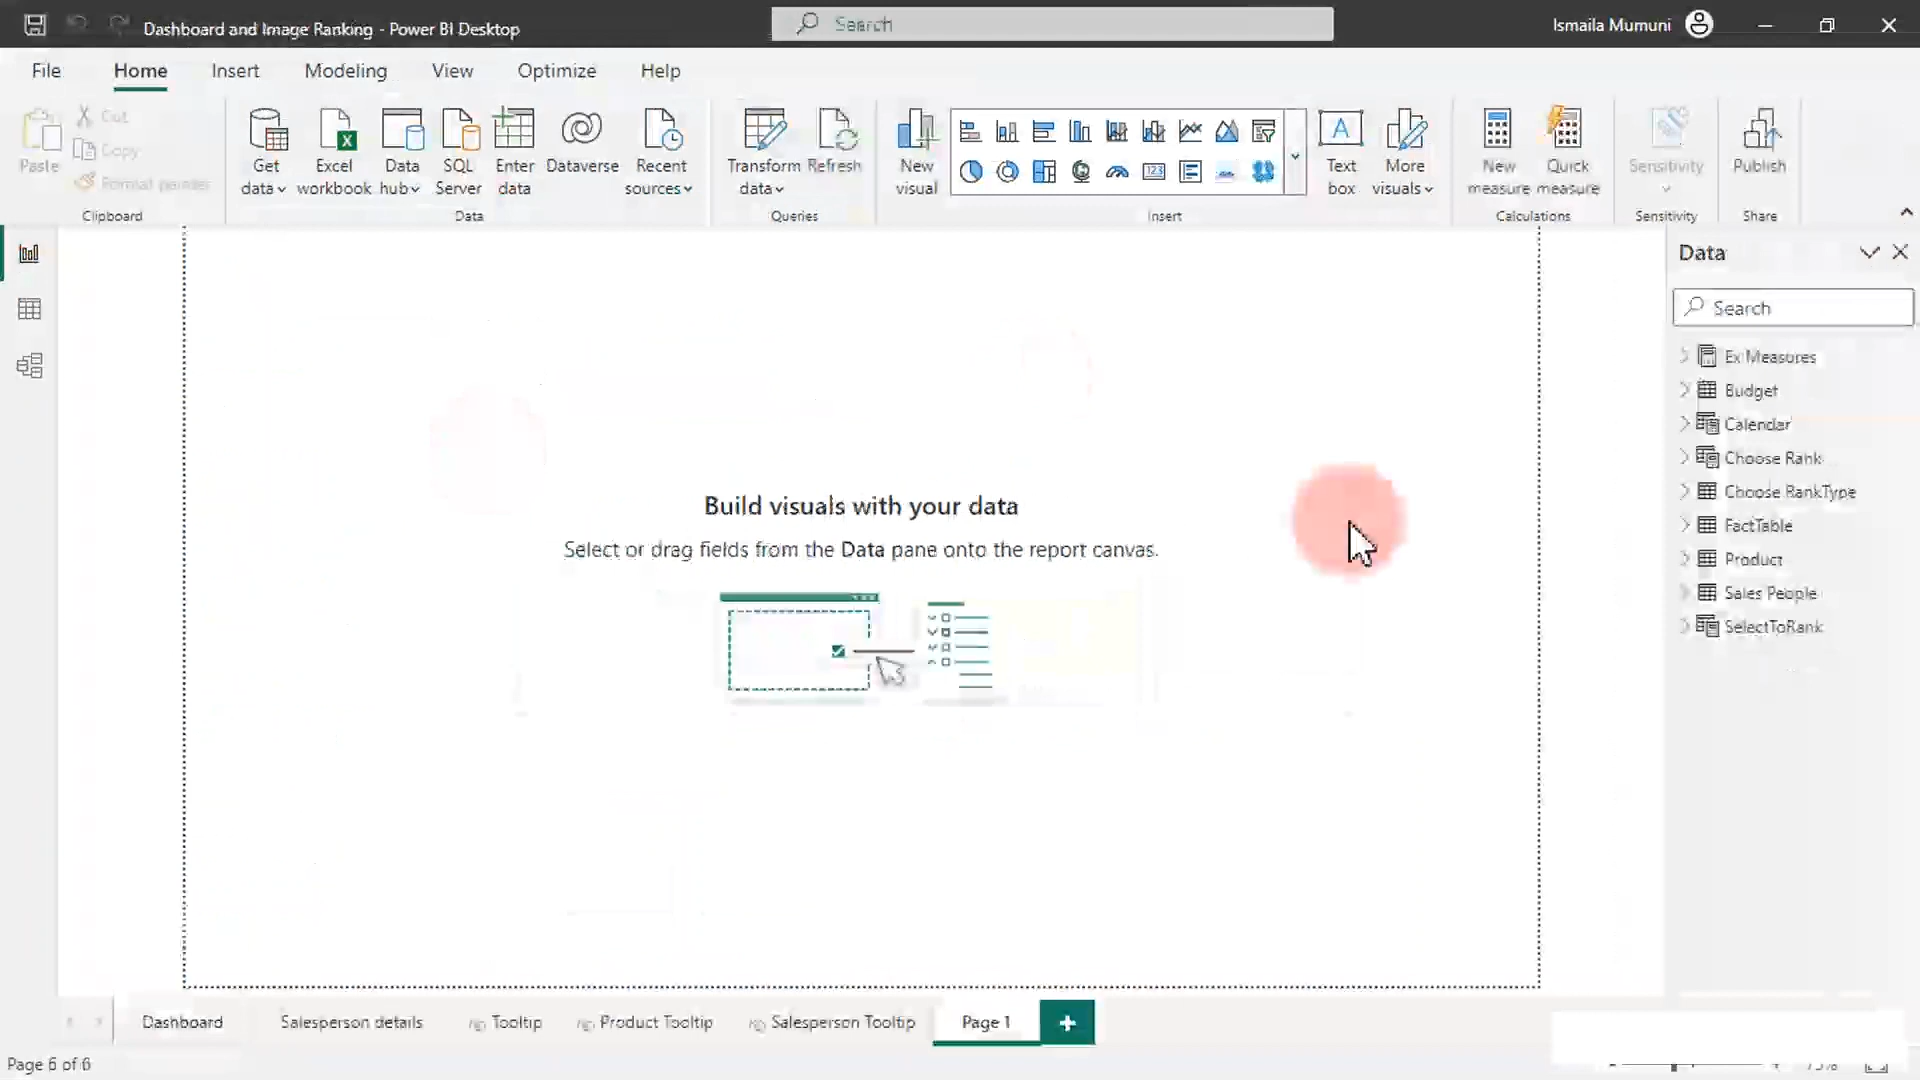 Dashboard and Image Ranking - Power BI Desktop
Search
Ismaila Mumuni
File Home Insert Modeling View Optimize Help
Paste
Cut
Copy
Format painter
Clipboard
Get data
Excel workbook
Data hub
SQL Server
Enter data
Dataverse
Recent sources
Data
Transform data
Refresh
Queries
New visual
Text box
More visuals
Insert
New measure
Quick measure
Calculations
Sensitivity
Sensitivity
Publish
Share
Data
Search
Ex Measures
Budget
Calendar
Choose Rank
Choose RankType
FactTable
Product
Sales People
SelectToRank
Build visuals with your data
Select or drag fields from the Data pane onto the report canvas.
Dashboard Salesperson details Tooltip Product Tooltip Salesperson Tooltip Page 1 +
Page 6 of 6